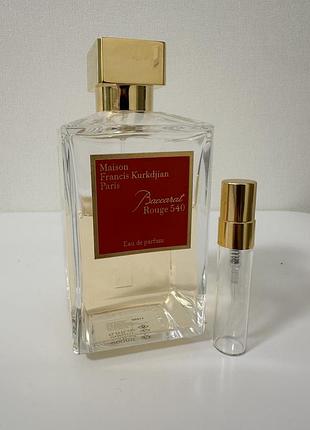 Maison
Francis Kurkdjian
Paris
Baccarat
Rouge 540
Eau de parfum